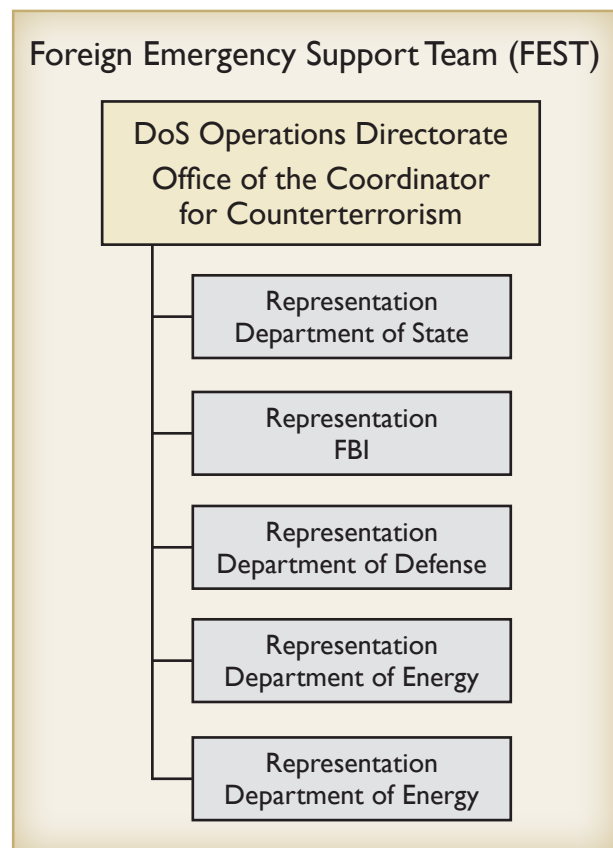 Foreign Emergency Support Team (FEST)
DoS Operations Directorate
Office of the Coordinator
for Counterterrorism
Representation
Department of State
Representation
FBI
Representation
Department of Defense
Representation
Department of Energy
Representation
Department of Energy